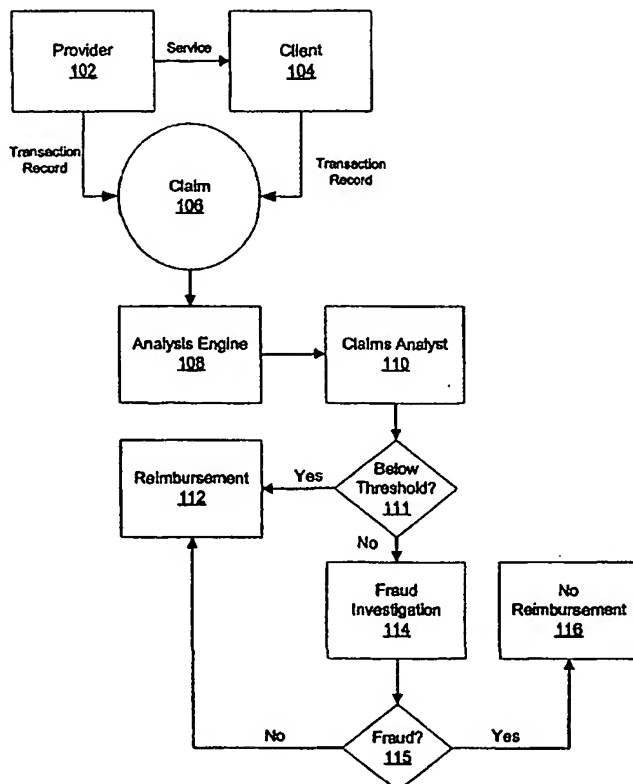 Provider
102
Service
Client
104
Transaction
Record
Transaction
Record
Claim
106
Analysis Engine
108
Claims Analyst
110
Reimbursement
112
Yes
Below
Threshold?
111
No
Fraud
Investigation
114
No
Reimbursement
116
No
Fraud?
115
Yes